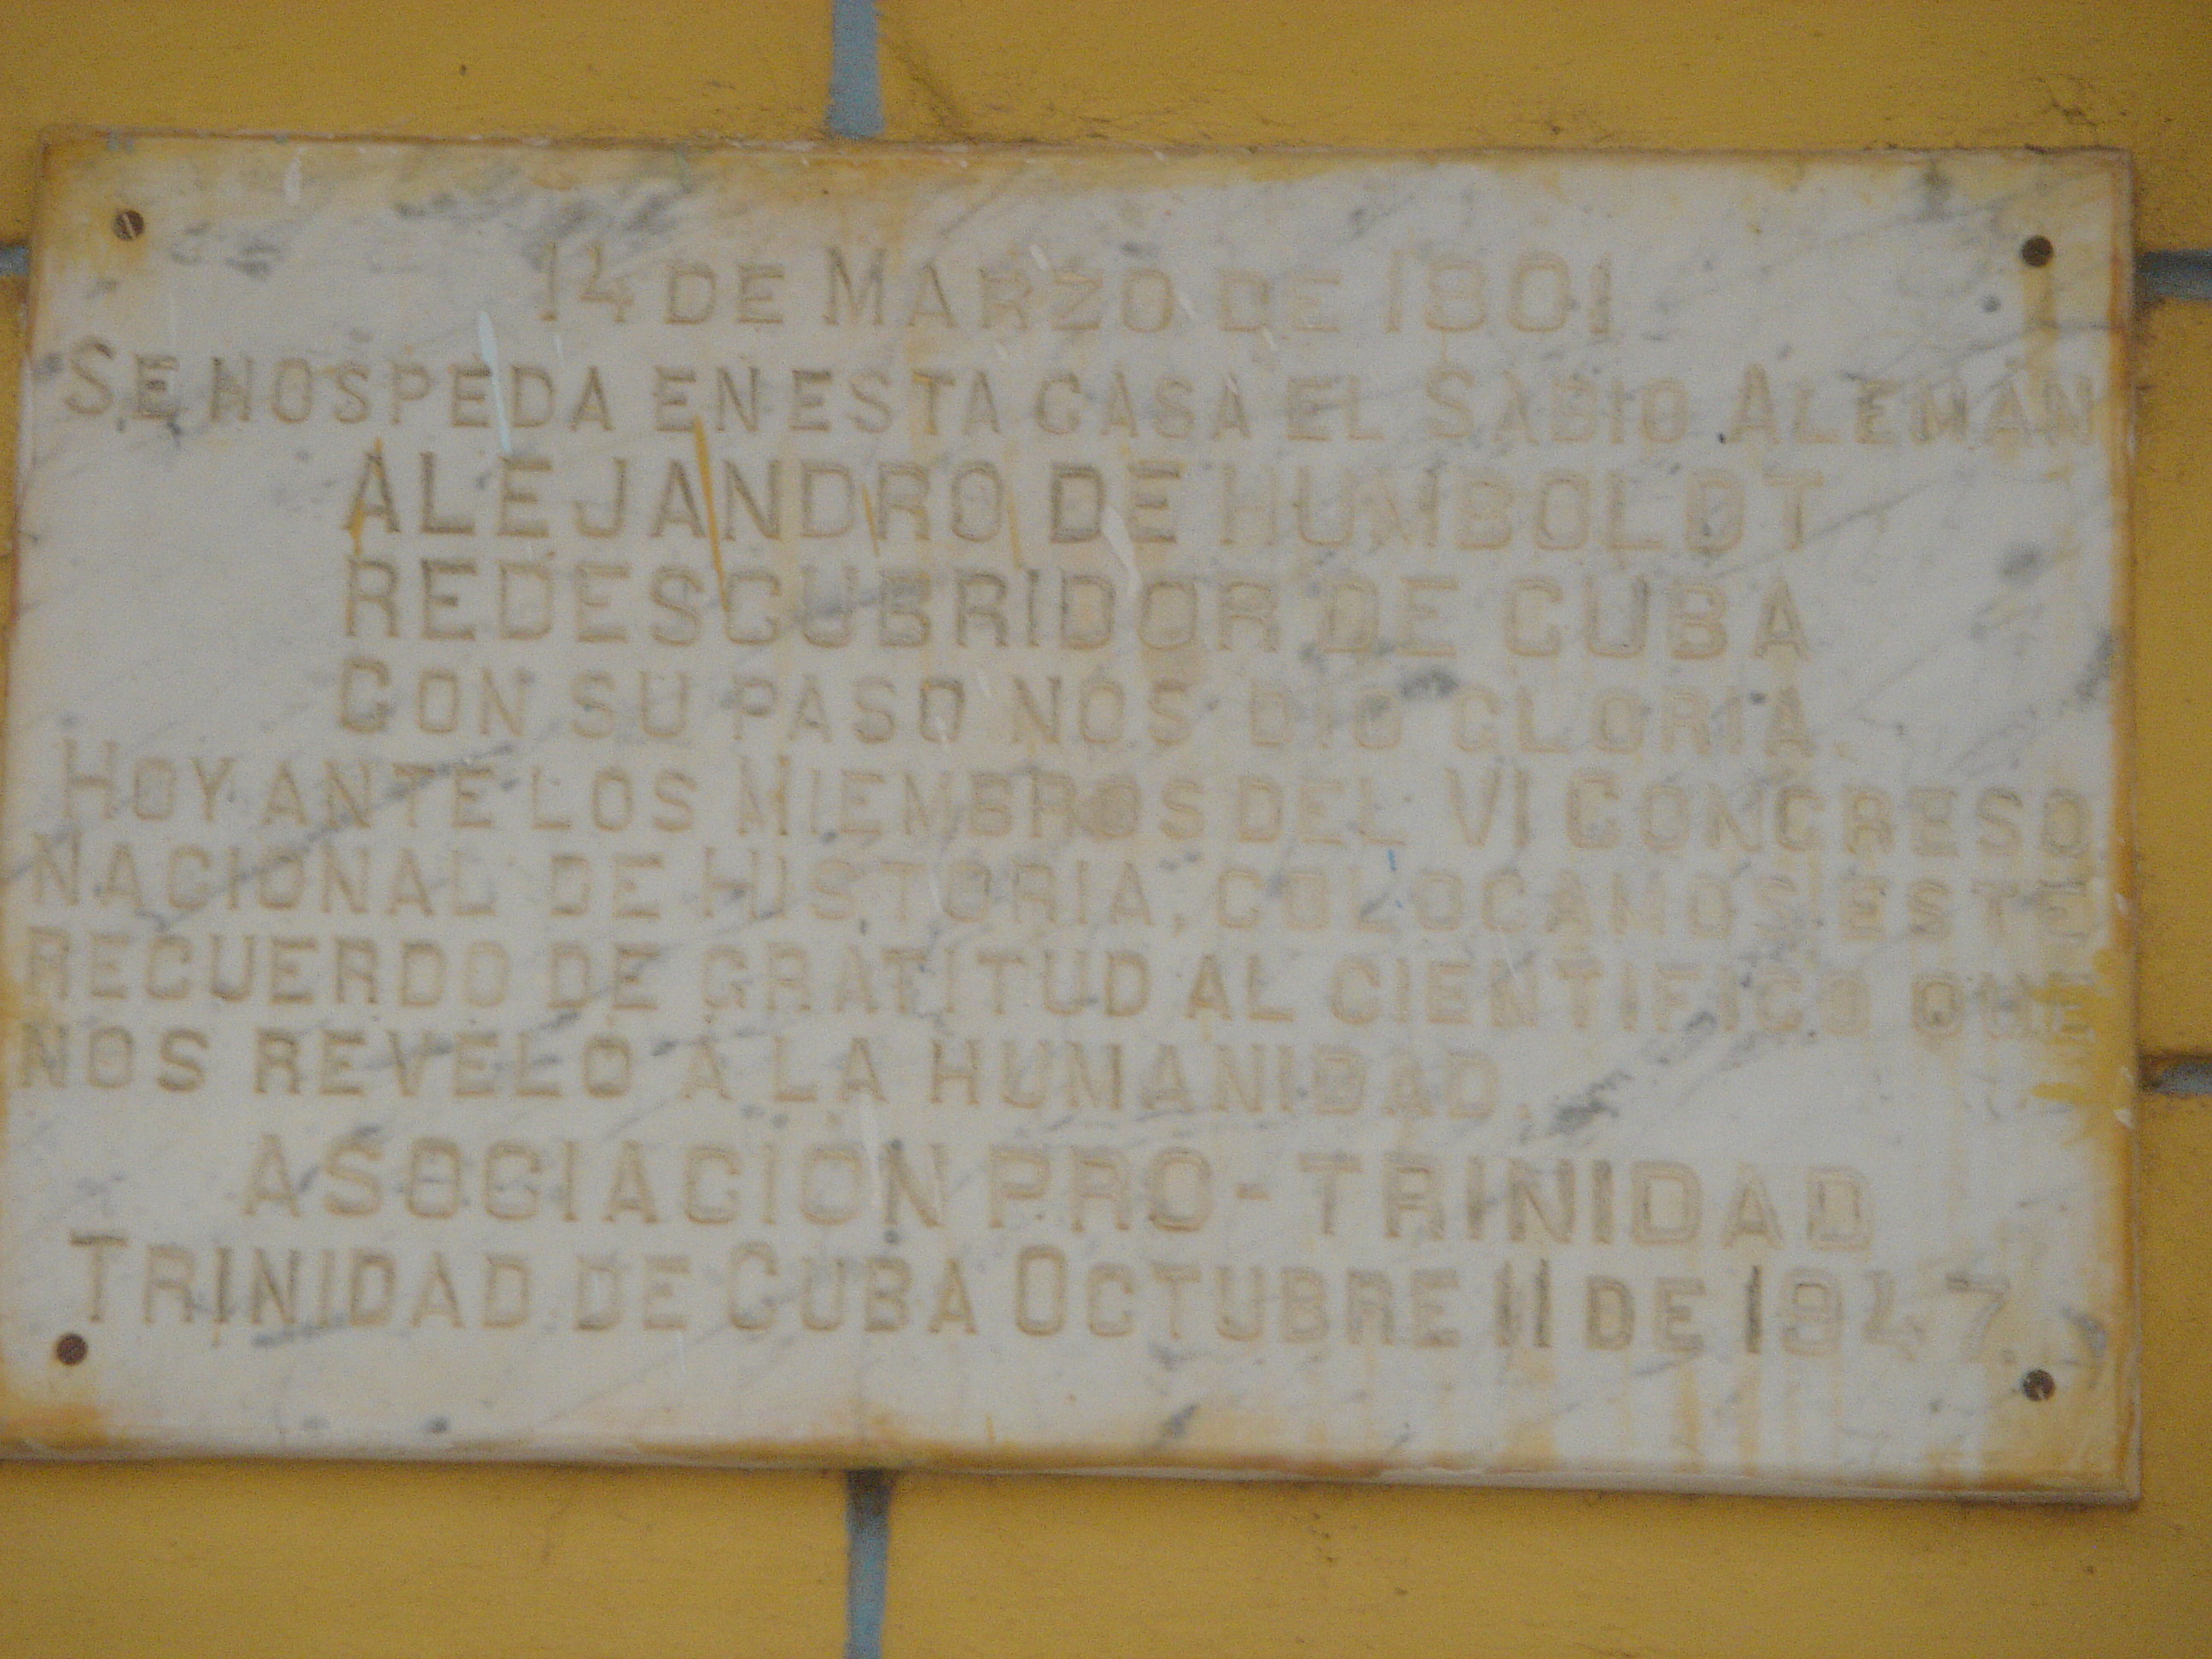 14 DE MARZO DE 1801
SE HOSPEDA EN ESTA CASA EL SABIO ALEMÁN
ALEJANDRO DE HUMBOLDT
REDESCUBRIDOR DE CUBA
CON SU PASO NOS DIO GLORIA.
HOY ANTE LOS MIEMBROS DEL VI CONGRESO
NACIONAL DE HISTORIA, COLOCAMOS ESTE
RECUERDO DE GRATITUD AL CIENTIFICO QUE
NOS REVELO A LA HUMANIDAD.
ASOCIACIÓN PRO-TRINIDAD
TRINIDAD DE CUBA OCTUBRE 11 DE 1947.